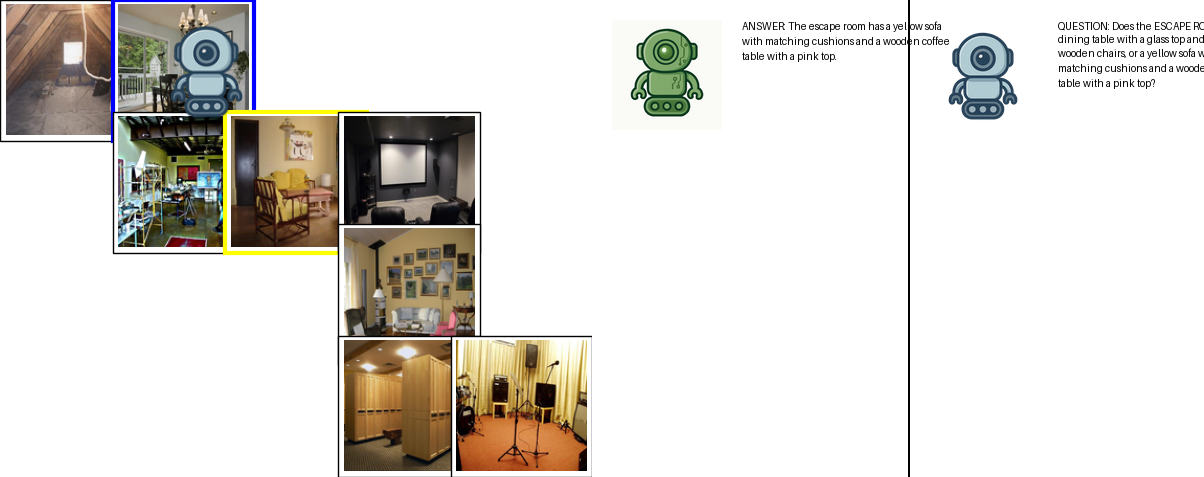 ANSWER: The escape room has a yellow sofa
with matching cushions and a wooden coffee
table with a pink top.
QUESTION: Does the ESCAPE RO
dining table with a glass top and
wooden chairs, or a yellow sofa w
matching cushions and a woode
table with a pink top?